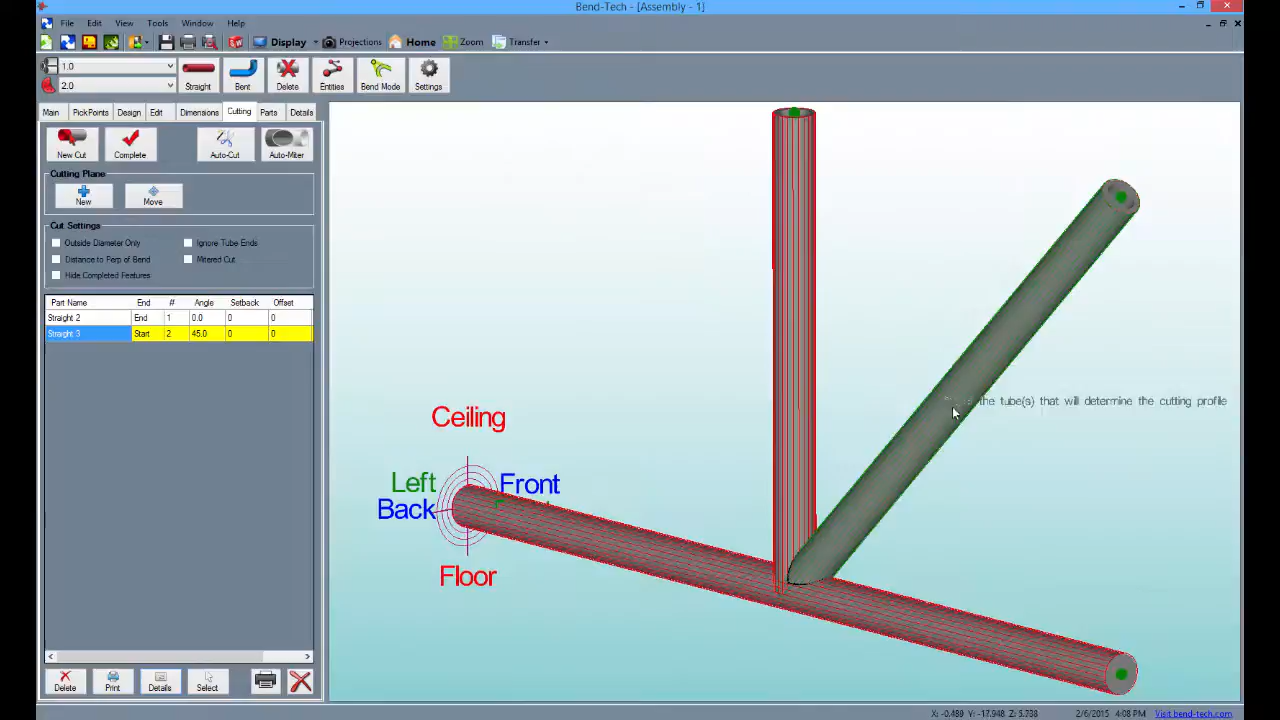 Bend-Tech - [Assembly - 1]
File Edit View Tools Window Help
Display Projections Home Zoom Transfer
1.0
2.0
Straight Bent Delete Entities Bend Mode Settings
Main PickPoints Design Edit Dimensions Cutting Parts Details
New Cut Complete Auto-Cut Auto-Miter
Cutting Plane
New Move
Cut Settings
Outside Diameter Only Ignore Tube Ends
Distance to Perp of Bend Mitered Cut
Hide Completed Features
Part Name End # Angle Setback Offset
Straight 2 End 1 0.0 0 0
Straight 3 Start 2 45.0 0 0
the tube(s) that will determine the cutting profile
Ceiling
Left Front
Back
Floor
Delete Print Details Select
X: -0.489 Y: -17.948 Z: 5.738 2/6/2015 4:08 PM Visit bend-tech.com